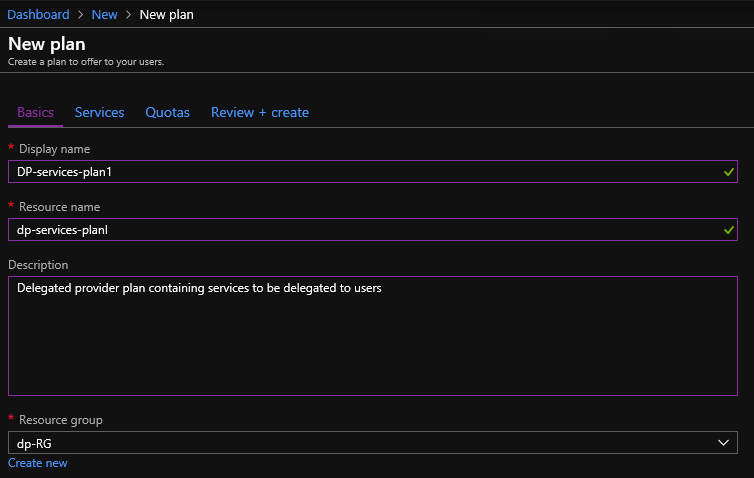 Dashboard > New > New plan
New plan
Create a plan to offer to your users.
Basics Services Quotas Review + create
* Display name
DP-services-plan1
* Resource name
dp-services-planl
Description
Delegated provider plan containing services to be delegated to users
* Resource group
dp-RG
Create new